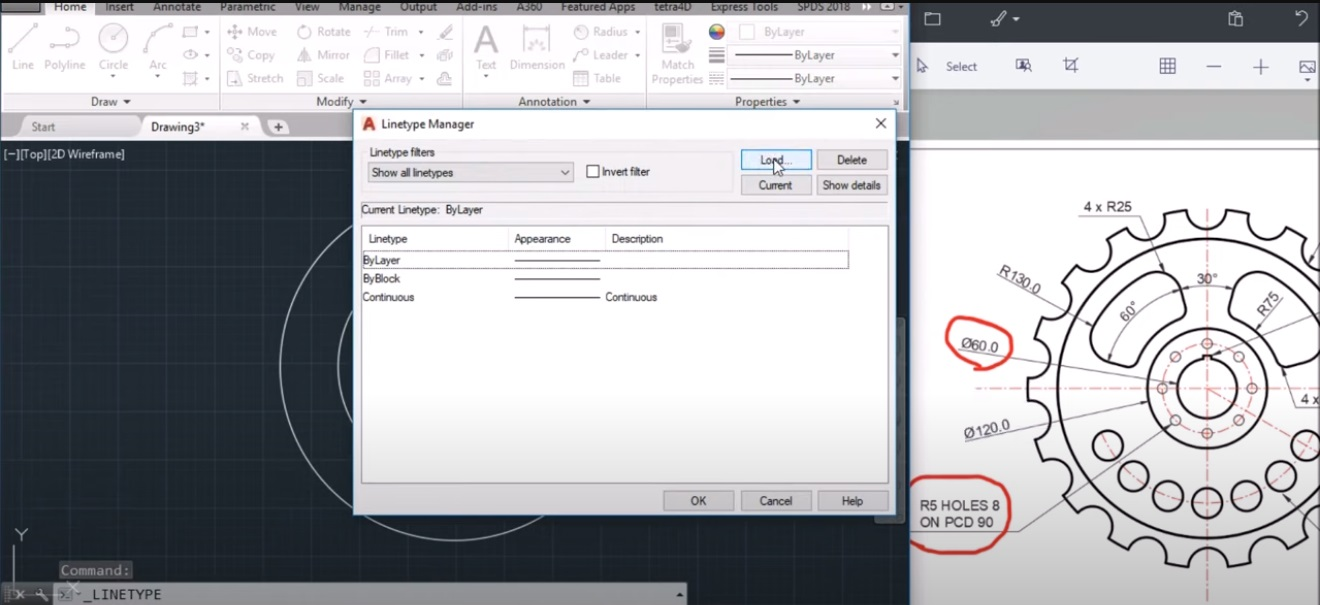 Home Insert Annotate Parametric View Manage Output Add-ins A360 Featured Apps tetra4D Express Tools SPDS 2018
Line Polyline Circle Arc
Move Rotate Trim
Copy Mirror Fillet
Stretch Scale Array
Text Dimension
Radius
Leader
Table
Match
Properties
ByLayer
ByLayer
ByLayer
Draw Modify Annotation Properties
Select
Start Drawing3*
[−][Top][2D Wireframe]
Linetype Manager
Linetype filters
Show all linetypes
Invert filter
Load... Delete
Current Show details
Current Linetype: ByLayer
Linetype Appearance Description
ByLayer
ByBlock
Continuous Continuous
OK Cancel Help
Y
X
Command:
_LINETYPE
4 x R25
R130.0
30°
60°
R75
Ø60.0
4 x
Ø120.0
R5 HOLES 8
ON PCD 90